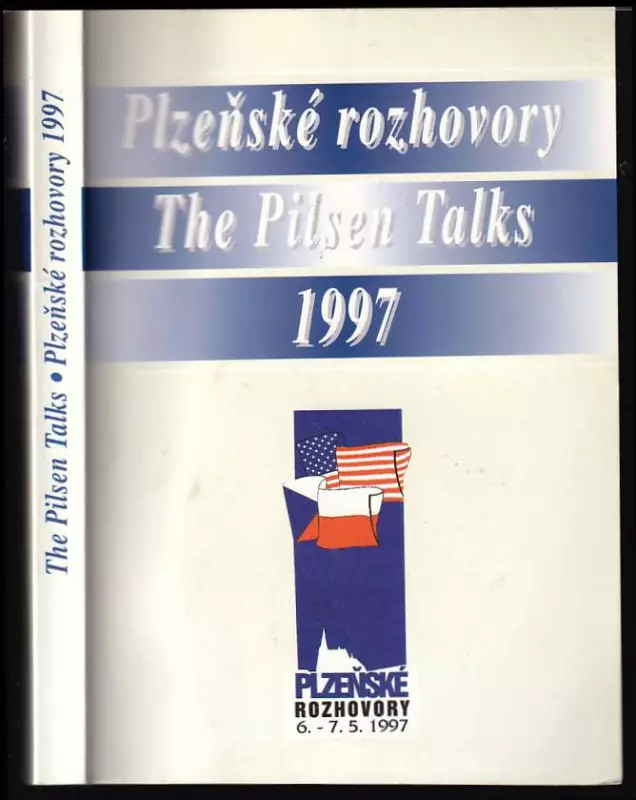 The Pilsen Talks • Plzeňské rozhovory 1997
Plzeňské rozhovory
The Pilsen Talks
1997
PLZEŇSKÉ
ROZHOVORY
6. - 7. 5. 1997